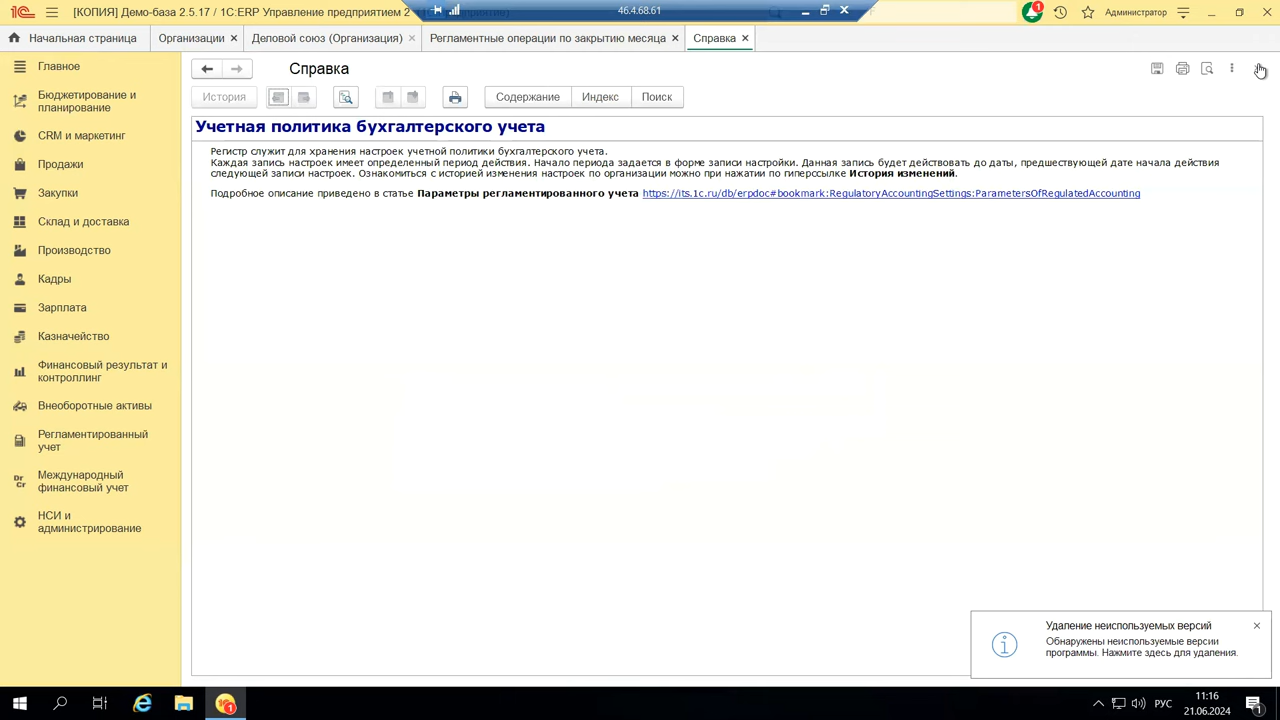 [КОПИЯ] Демо-база 2.5.17 / 1С:ERP Управление предприятием 2
46.4.68.61
1
Администратор
Начальная страница
Организации
Деловой союз (Организация)
Регламентные операции по закрытию месяца
Справка
Главное
Бюджетирование и
планирование
CRM и маркетинг
Продажи
Закупки
Склад и доставка
Производство
Кадры
Зарплата
Казначейство
Финансовый результат и
контроллинг
Внеоборотные активы
Регламентированный
учет
Dr
Cr
Международный
финансовый учет
НСИ и
администрирование
Справка
История
Содержание
Индекс
Поиск
Учетная политика бухгалтерского учета
Регистр служит для хранения настроек учетной политики бухгалтерского учета.
Каждая запись настроек имеет определенный период действия. Начало периода задается в форме записи настройки. Данная запись будет действовать до даты, предшествующей дате начала действия
следующей записи настроек. Ознакомиться с историей изменения настроек по организации можно при нажатии по гиперссылке История изменений.
Подробное описание приведено в статье Параметры регламентированного учета https://its.1c.ru/db/erpdoc#bookmark:RegulatoryAccountingSettings:ParametersOfRegulatedAccounting
Удаление неиспользуемых версий
Обнаружены неиспользуемые версии
программы. Нажмите здесь для удаления.
1
РУС
11:16
21.06.2024
1